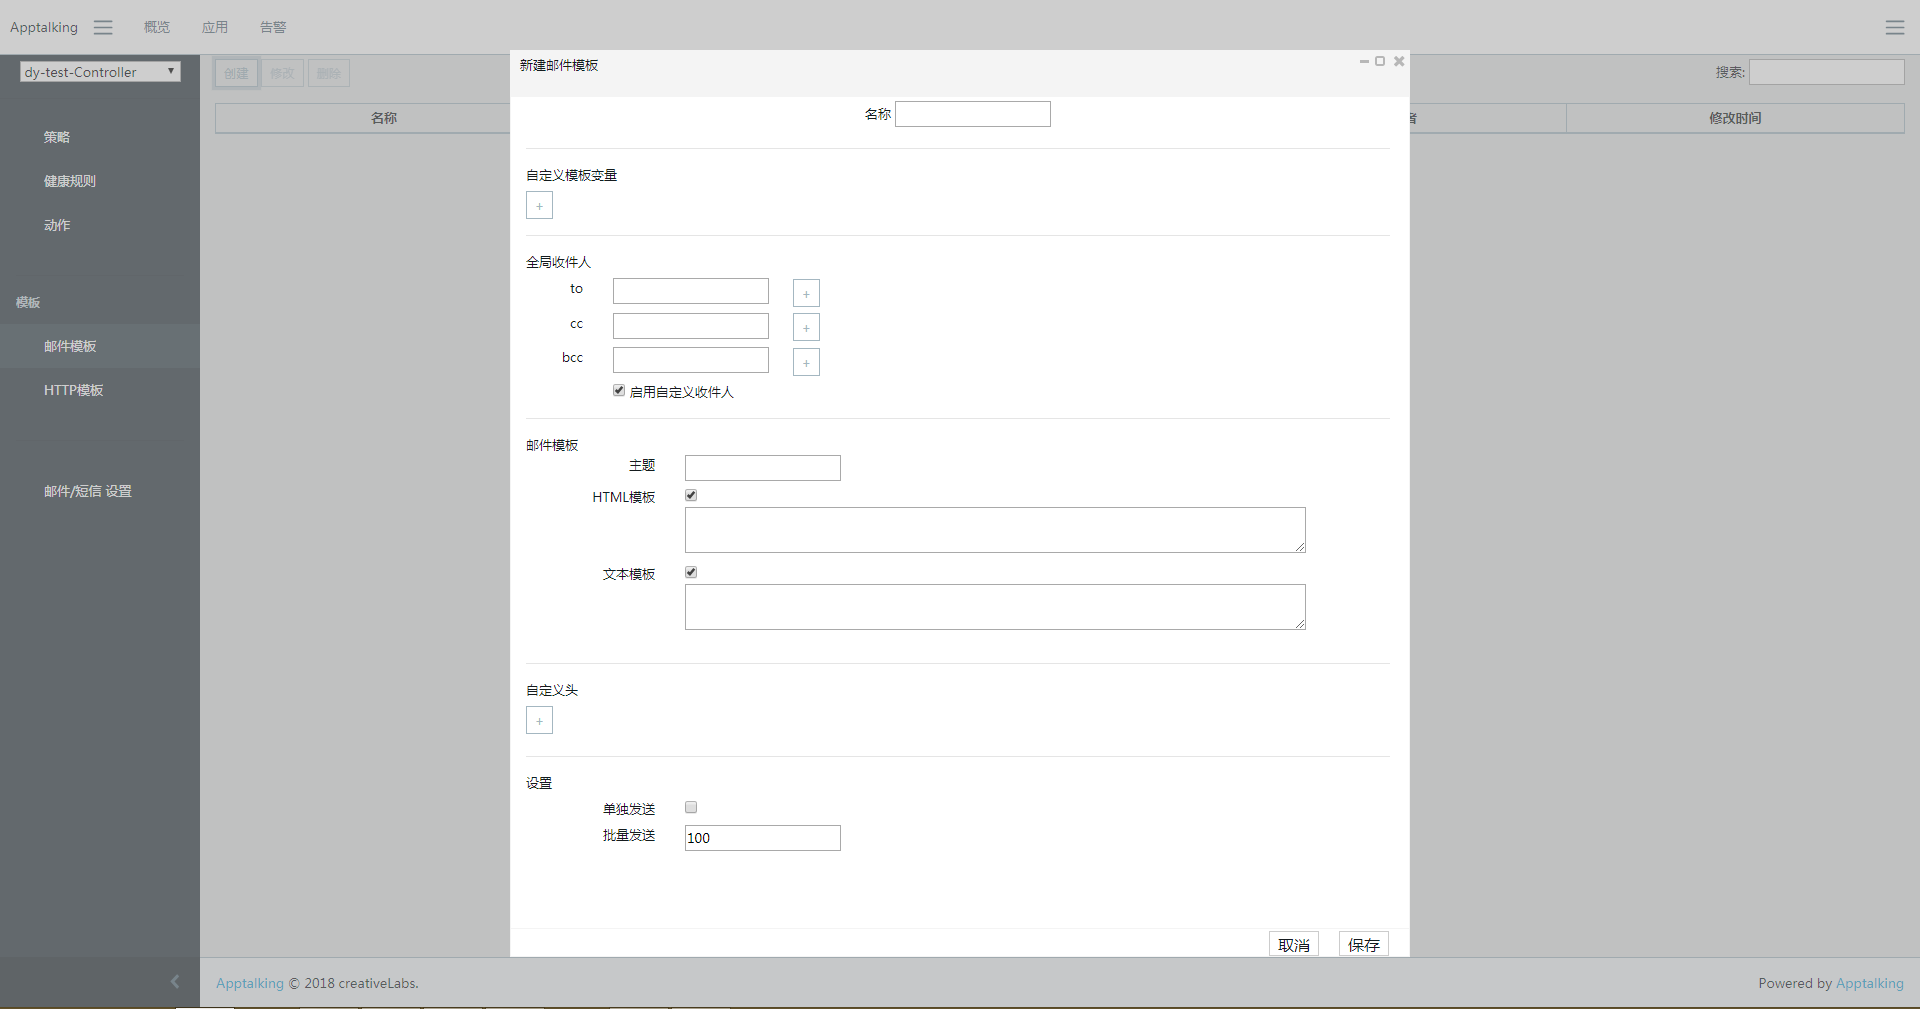 Apptalking 概览 应用 告警
dy-test-Controller
策略
健康规则
动作
模板
邮件模板
HTTP模板
邮件/短信 设置
创建 修改 删除
搜索:
名称
者
修改时间
新建邮件模板
名称
自定义模板变量
+
全局收件人
to
+
cc
+
bcc
+
启用自定义收件人
邮件模板
主题
HTML模板
文本模板
自定义头
+
设置
单独发送
批量发送 100
取消 保存
Apptalking © 2018 creativeLabs.
Powered by Apptalking